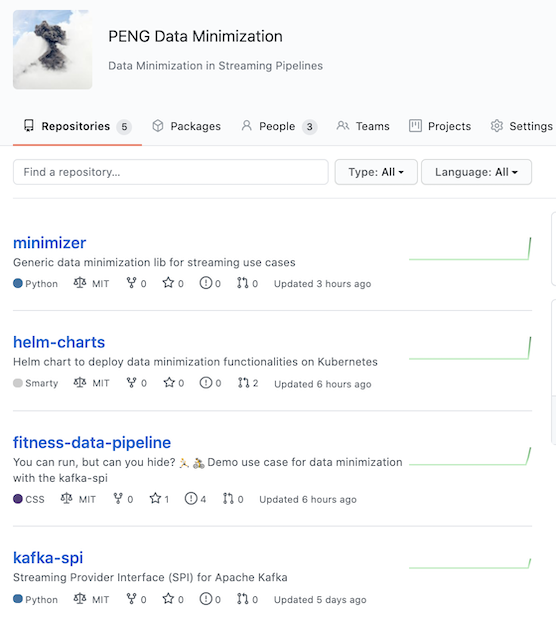 PENG Data Minimization
Data Minimization in Streaming Pipelines
Repositories 5 Packages People 3 Teams Projects Settings
Find a repository... Type: All Language: All
minimizer
Generic data minimization lib for streaming use cases
Python MIT 0 0 0 0 Updated 3 hours ago
helm-charts
Helm chart to deploy data minimization functionalities on Kubernetes
Smarty MIT 0 0 0 2 Updated 6 hours ago
fitness-data-pipeline
You can run, but can you hide? 🏃 🚴 Demo use case for data minimization
with the kafka-spi
CSS MIT 0 1 4 0 Updated 6 hours ago
kafka-spi
Streaming Provider Interface (SPI) for Apache Kafka
Python MIT 0 0 0 0 Updated 5 days ago